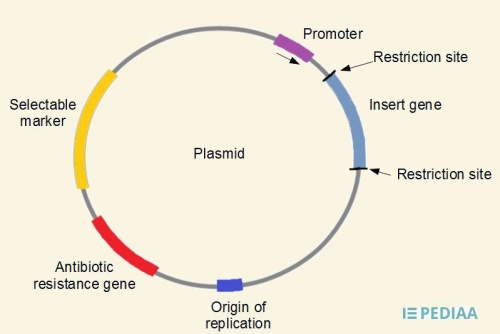 Promoter
Restriction site
Insert gene
Selectable
marker
Plasmid
Restriction site
Antibiotic
resistance gene
Origin of
replication
PEDIAA